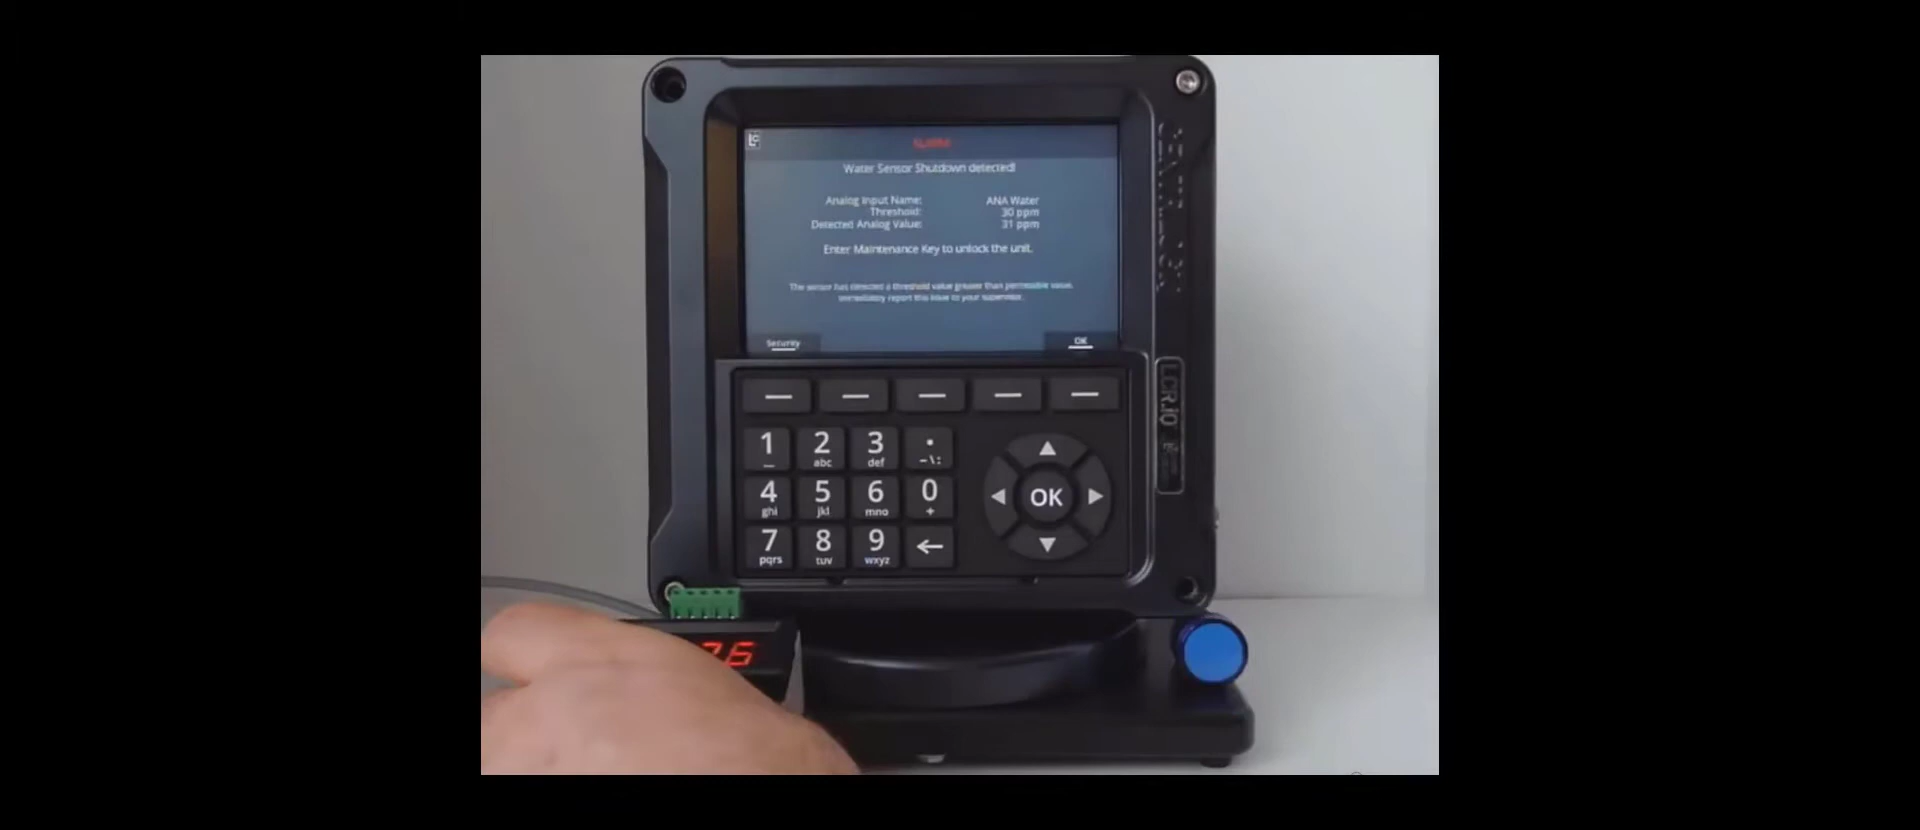 LC
ALARM
Water Sensor Shutdown detected!
Analog Input Name: ANA Water
Threshold: 30 ppm
Detected Analog Value: 31 ppm
Enter Maintenance Key to unlock the unit.
The sensor has detected a threshold value greater than permissible value.
Immediately report this issue to your supervisor.
Security OK
1 2 3 .
_ abc def -\:
4 5 6 0
ghi jkl mno +
7 8 9
pqrs tuv wxyz
OK
LCR.iQ
7.6